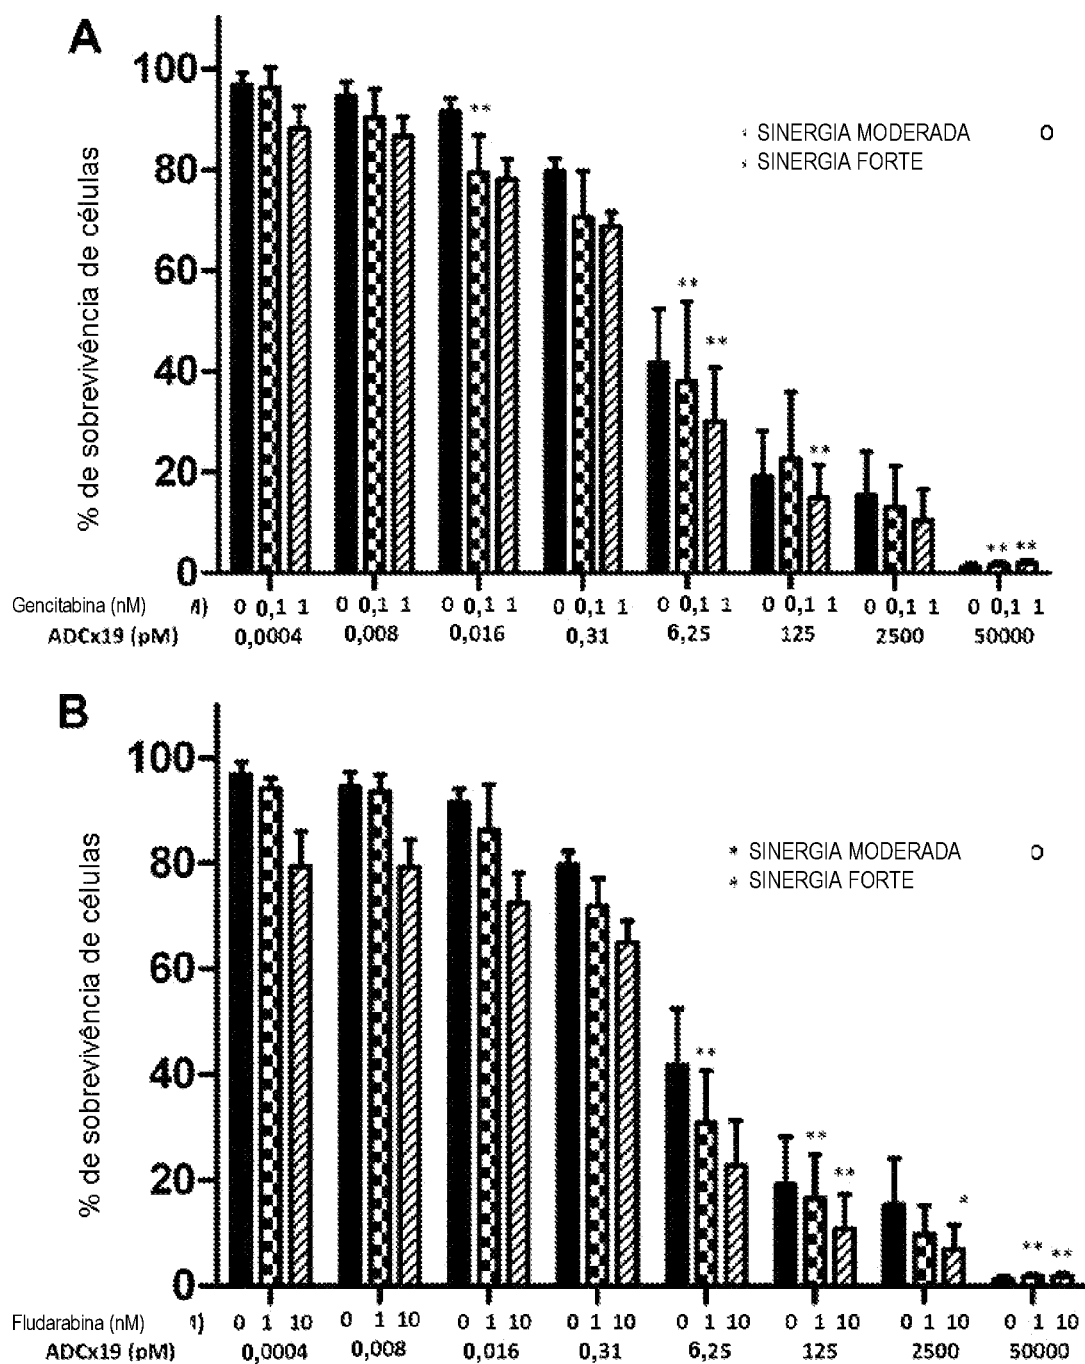 A
100
80
60
40
20
0
% de sobrevivência de células
**
**
**
**
** **
* SINERGIA MODERADA O
* SINERGIA FORTE
Gencitabina (nM) 0 0,1 1 0 0,1 1 0 0,1 1 0 0,1 1 0 0,1 1 0 0,1 1 0 0,1 1 0 0,1 1
ADCx19 (pM) 0,0004 0,008 0,016 0,31 6,25 125 2500 50000
B
100
80
60
40
20
0
% de sobrevivência de células
* SINERGIA MODERADA O
* SINERGIA FORTE
**
**
**
*
** **
Fludarabina (nM) 0 1 10 0 1 10 0 1 10 0 1 10 0 1 10 0 1 10 0 1 10 0 1 10
ADCx19 (pM) 0,0004 0,008 0,016 0,31 6,25 125 2500 50000